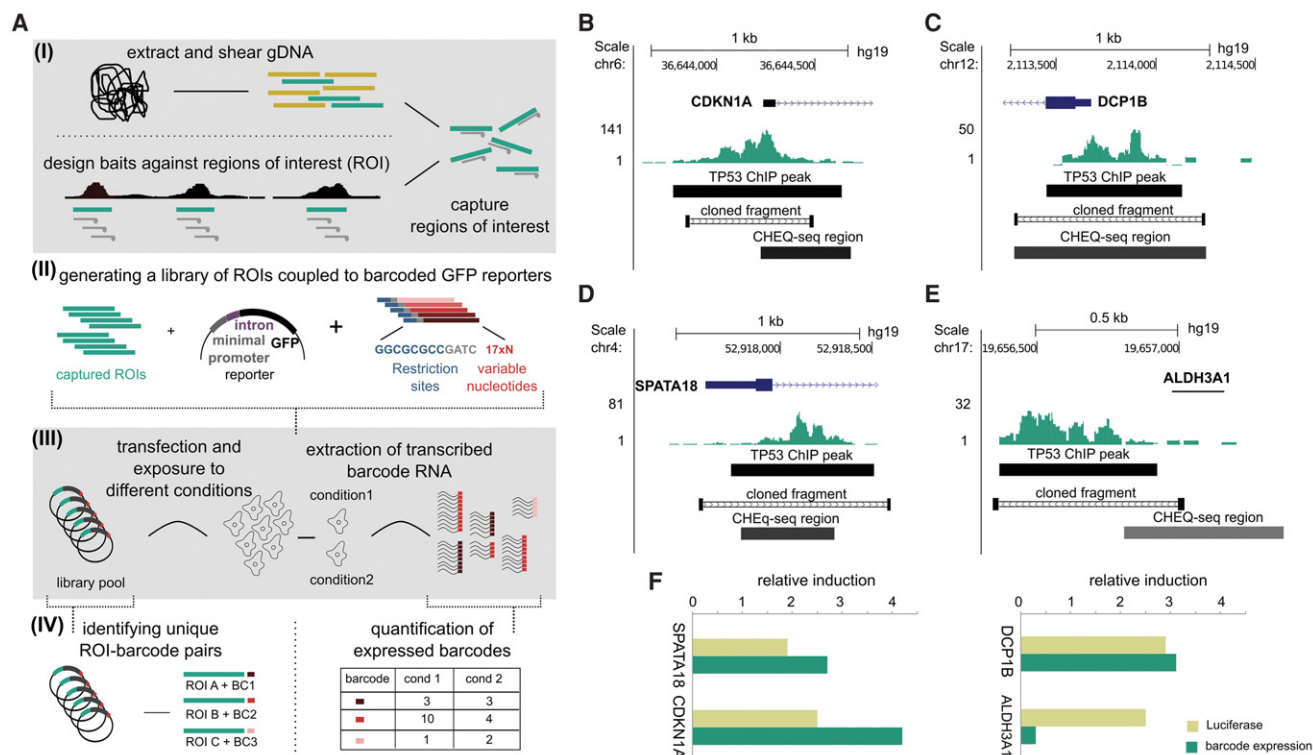 A
(I)
extract and shear gDNA
design baits against regions of interest (ROI)
capture
regions of interest
(II)
generating a library of ROIs coupled to barcoded GFP reporters
captured ROIs
+
intron
minimal
promoter
GFP
reporter
+
GGCGCGCCGATC
17xN
Restriction
sites
variable
nucleotides
(III)
transfection and
exposure to
different conditions
extraction of transcribed
barcode RNA
condition1
condition2
library pool
(IV)
identifying unique
ROI-barcode pairs
ROI A + BC1
ROI B + BC2
ROI C + BC3
quantification of
expressed barcodes
barcode cond 1 cond 2
3 3
10 4
1 2
B
Scale 1 kb hg19
chr6: 36,644,000 36,644,500
CDKN1A
141
1
TP53 ChIP peak
cloned fragment
CHEQ-seq region
C
Scale 1 kb hg19
chr12: 2,113,500 2,114,000 2,114,500
DCP1B
50
1
TP53 ChIP peak
cloned fragment
CHEQ-seq region
D
Scale 1 kb hg19
chr4: 52,918,000 52,918,500
SPATA18
81
1
TP53 ChIP peak
cloned fragment
CHEq-seq region
E
Scale 0.5 kb hg19
chr17: 19,656,500 19,657,000
ALDH3A1
32
1
TP53 ChIP peak
cloned fragment
CHEQ-seq region
F
relative induction
0 1 2 3 4
SPATA18
CDKN1A
relative induction
0 1 2 3 4
DCP1B
ALDH3A1
Luciferase
barcode expression